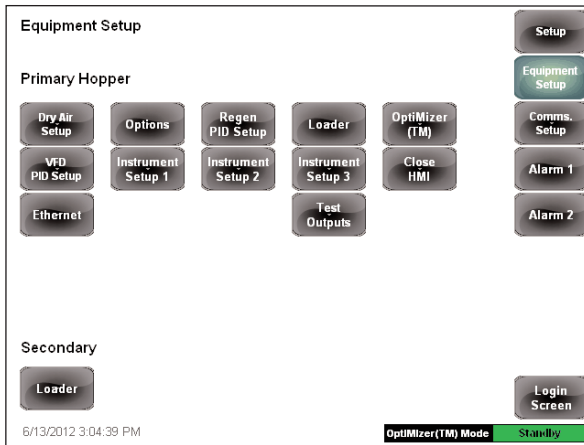 Equipment Setup
Setup
Primary Hopper
Equipment
Setup
Dry Air
Setup
Options
Regen
PID Setup
Loader
OptiMizer
(TM)
Comms.
Setup
VFD
PID Setup
Instrument
Setup 1
Instrument
Setup 2
Instrument
Setup 3
Close
HMI
Alarm 1
Ethernet
Test
Outputs
Alarm 2
Secondary
Loader
Login
Screen
6/13/2012 3:04:39 PM
OptiMizer(TM) Mode
Standby